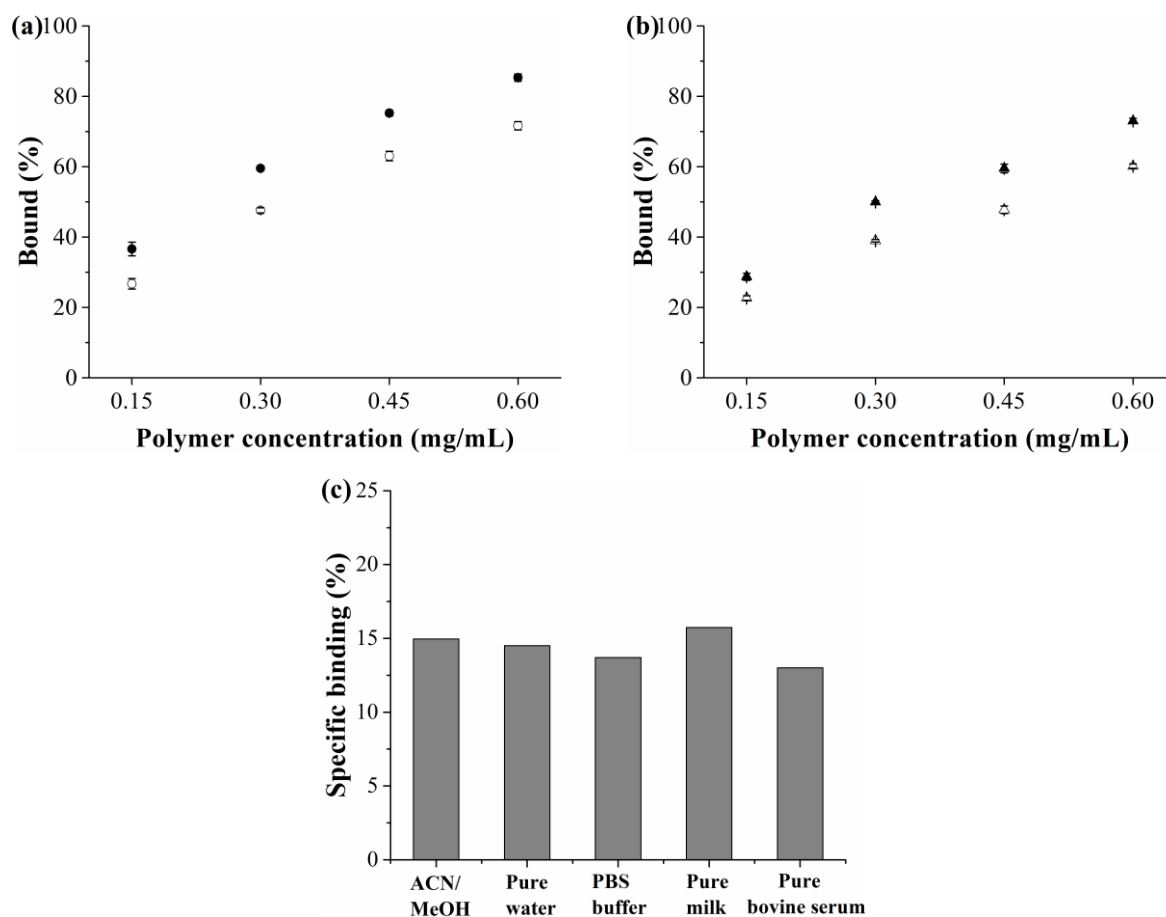 (a)
100
80
60
40
20
0
Bound (%)
0.15 0.30 0.45 0.60
Polymer concentration (mg/mL)
(b)
100
80
60
40
20
0
Bound (%)
0.15 0.30 0.45 0.60
Polymer concentration (mg/mL)
(c)
25
20
15
10
5
0
Specific binding (%)
ACN/ Pure PBS Pure Pure
MeOH water buffer milk bovine serum